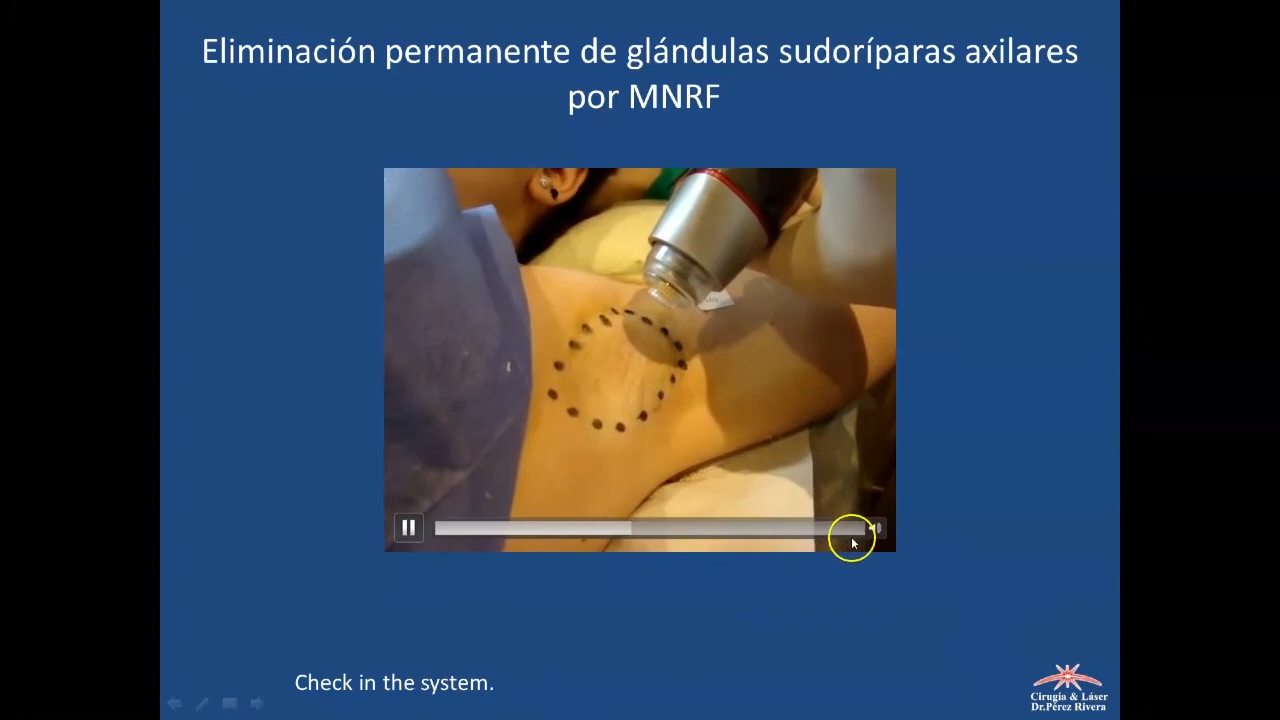 Eliminación permanente de glándulas sudoríparas axilares
por MNRF
Check in the system.
Cirugía & Láser
Dr.Pérez Rivera